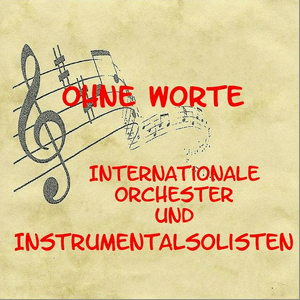 OHNE WORTE
INTERNATIONALE
ORCHESTER
UND
INSTRUMENTALSOLISTEN